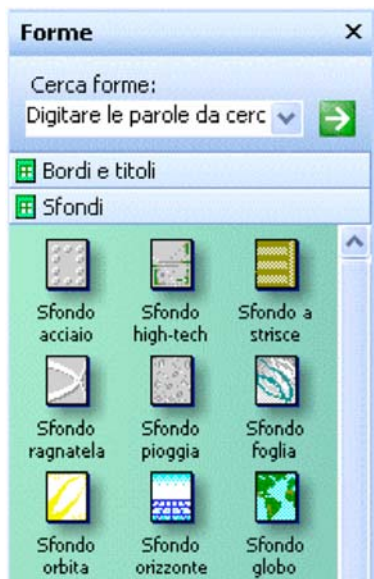 Forme
Cerca forme:
Digitare le parole da cerc
Bordi e titoli
Sfondi
Sfondo acciaio
Sfondo high-tech
Sfondo a strisce
Sfondo ragnatela
Sfondo pioggia
Sfondo foglia
Sfondo orbita
Sfondo orizzonte
Sfondo globo